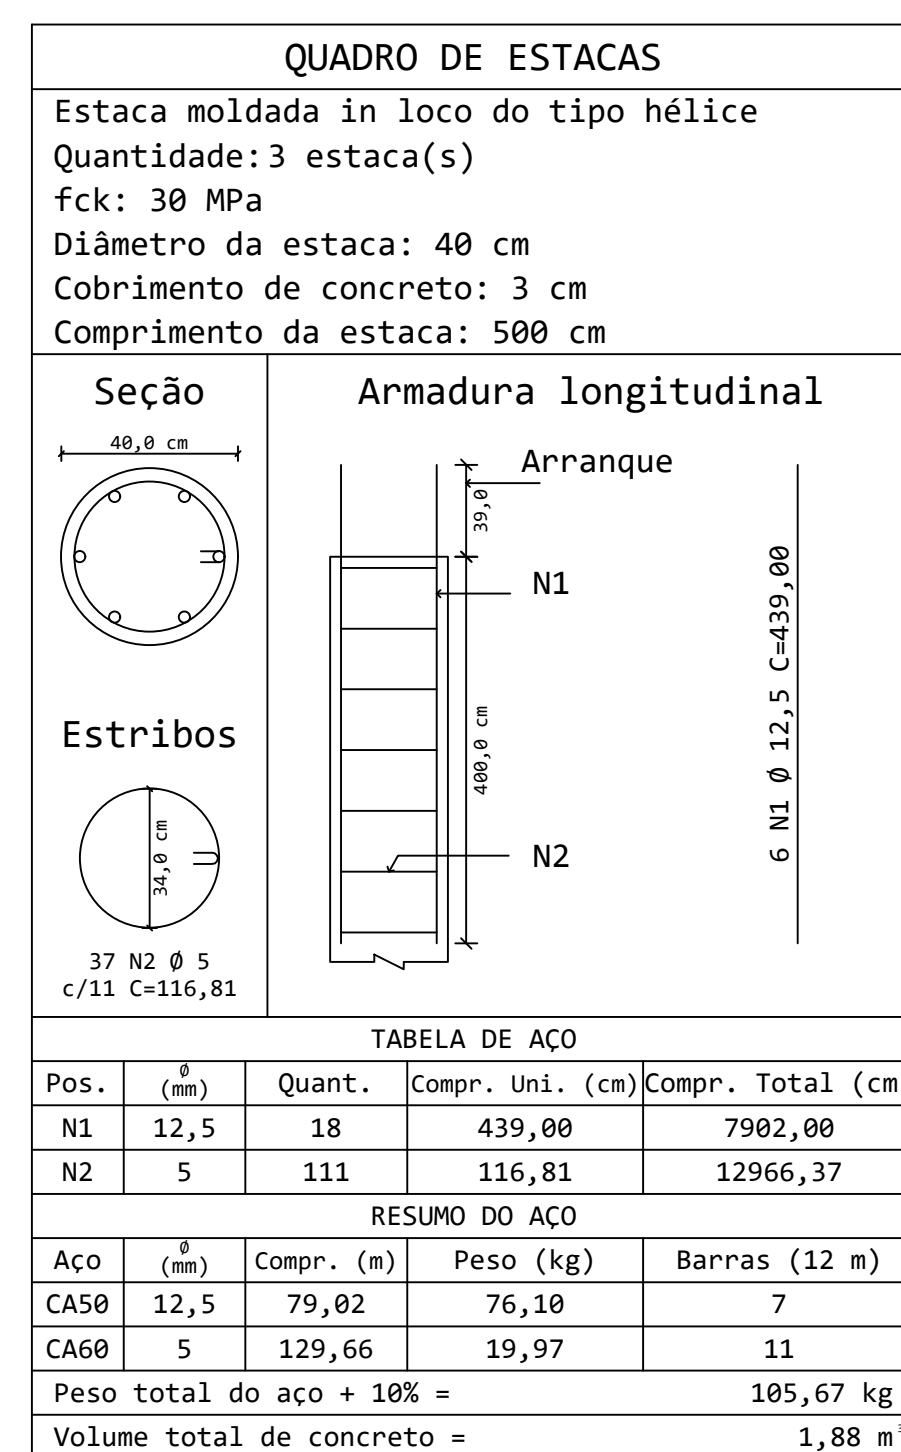 QUADRO DE ESTACAS
Estaca moldada in loco do tipo hélice
Quantidade: 3 estaca(s)
fck: 30 MPa
Diâmetro da estaca: 40 cm
Cobrimento de concreto: 3 cm
Comprimento da estaca: 500 cm
Seção
40,0 cm
Estribos
34,0 cm
37 N2 Ø 5
c/11 C=116,81
Armadura longitudinal
Arranque
39,0
N1
400,0 cm
N2
6 N1 Ø 12,5 C=439,00
TABELA DE AÇO
Pos. Ø (mm) Quant. Compr. Uni. (cm) Compr. Total (cm
N1 12,5 18 439,00 7902,00
N2 5 111 116,81 12966,37
RESUMO DO AÇO
Aço Ø (mm) Compr. (m) Peso (kg) Barras (12 m)
CA50 12,5 79,02 76,10 7
CA60 5 129,66 19,97 11
Peso total do aço + 10% = 105,67 kg
Volume total de concreto = 1,88 m³